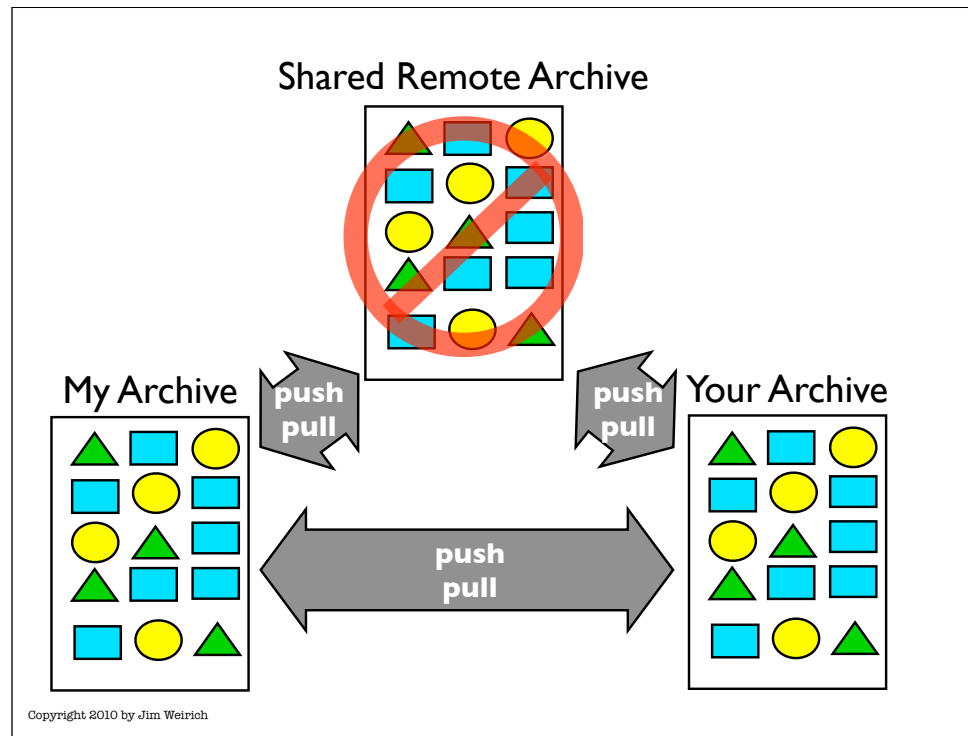 Shared Remote Archive
My Archive
push
pull
push
pull
Your Archive
push
pull
Copyright 2010 by Jim Weirich